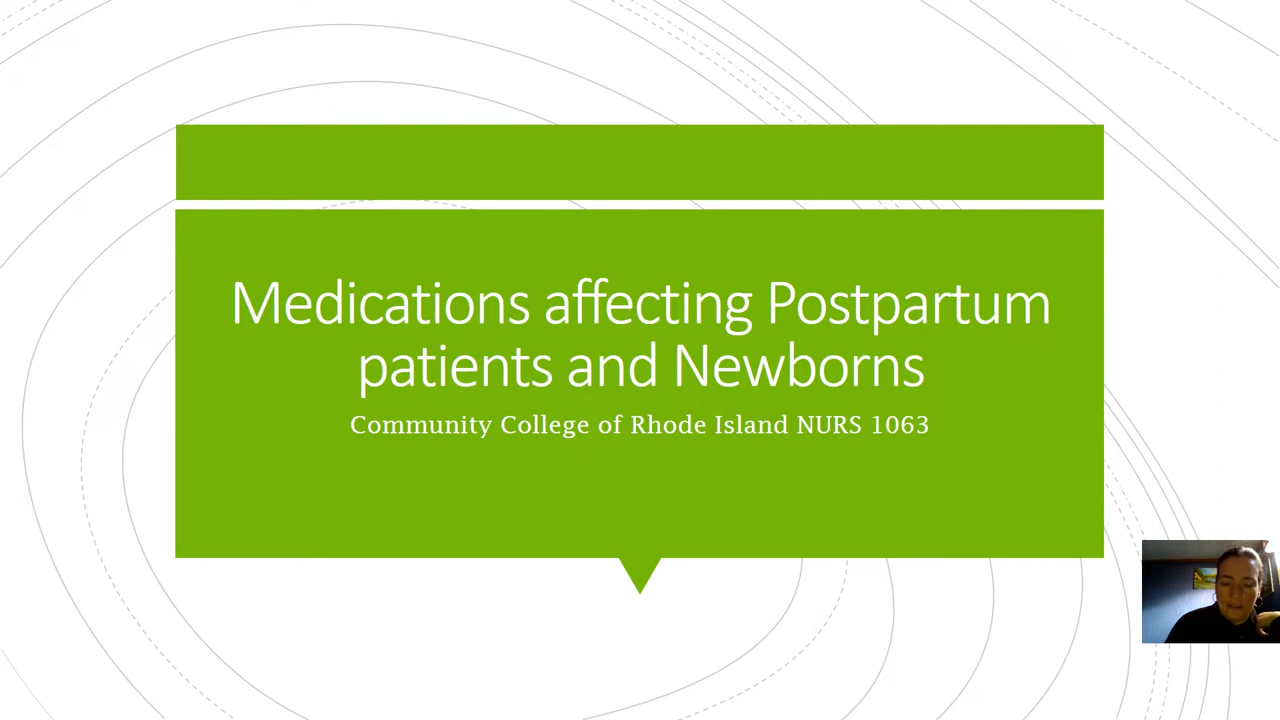 Medications affecting Postpartum
patients and Newborns
Community College of Rhode Island NURS 1063